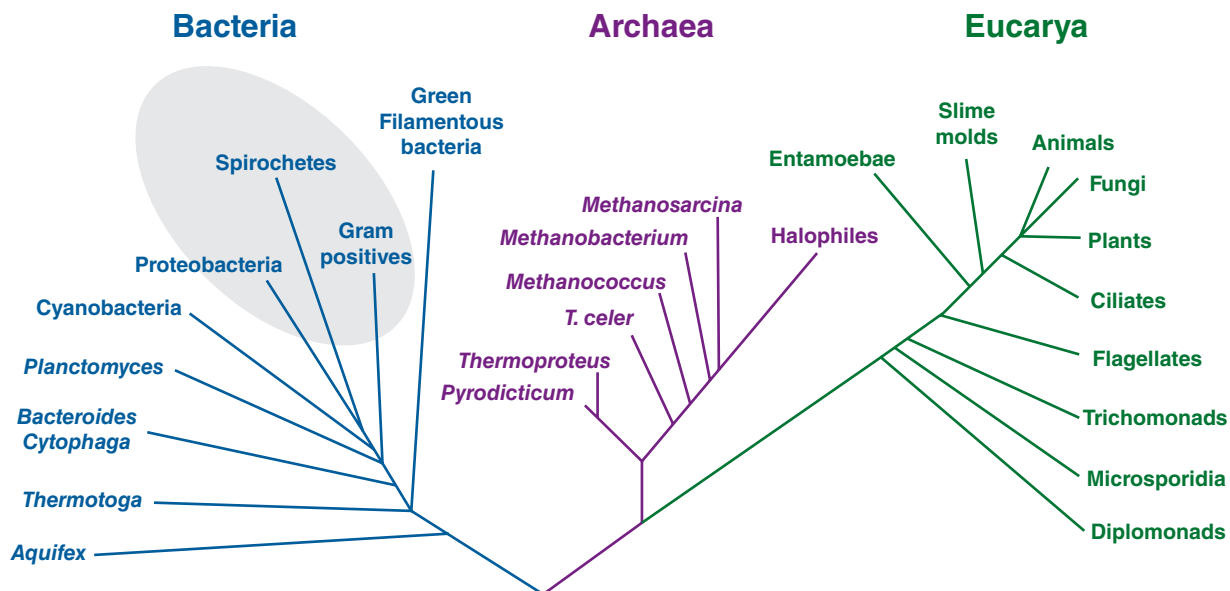 Bacteria
Archaea
Eucarya
Green
Filamentous
bacteria
Spirochetes
Gram
positives
Proteobacteria
Cyanobacteria
Planctomyces
Bacteroides
Cytophaga
Thermotoga
Aquifex
Methanosarcina
Methanobacterium
Halophiles
Methanococcus
T. celer
Thermoproteus
Pyrodicticum
Entamoebae
Slime
molds
Animals
Fungi
Plants
Ciliates
Flagellates
Trichomonads
Microsporidia
Diplomonads